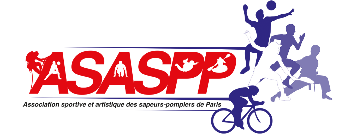 ASASPP
Association sportive et artistique des sapeurs-pompiers de Paris